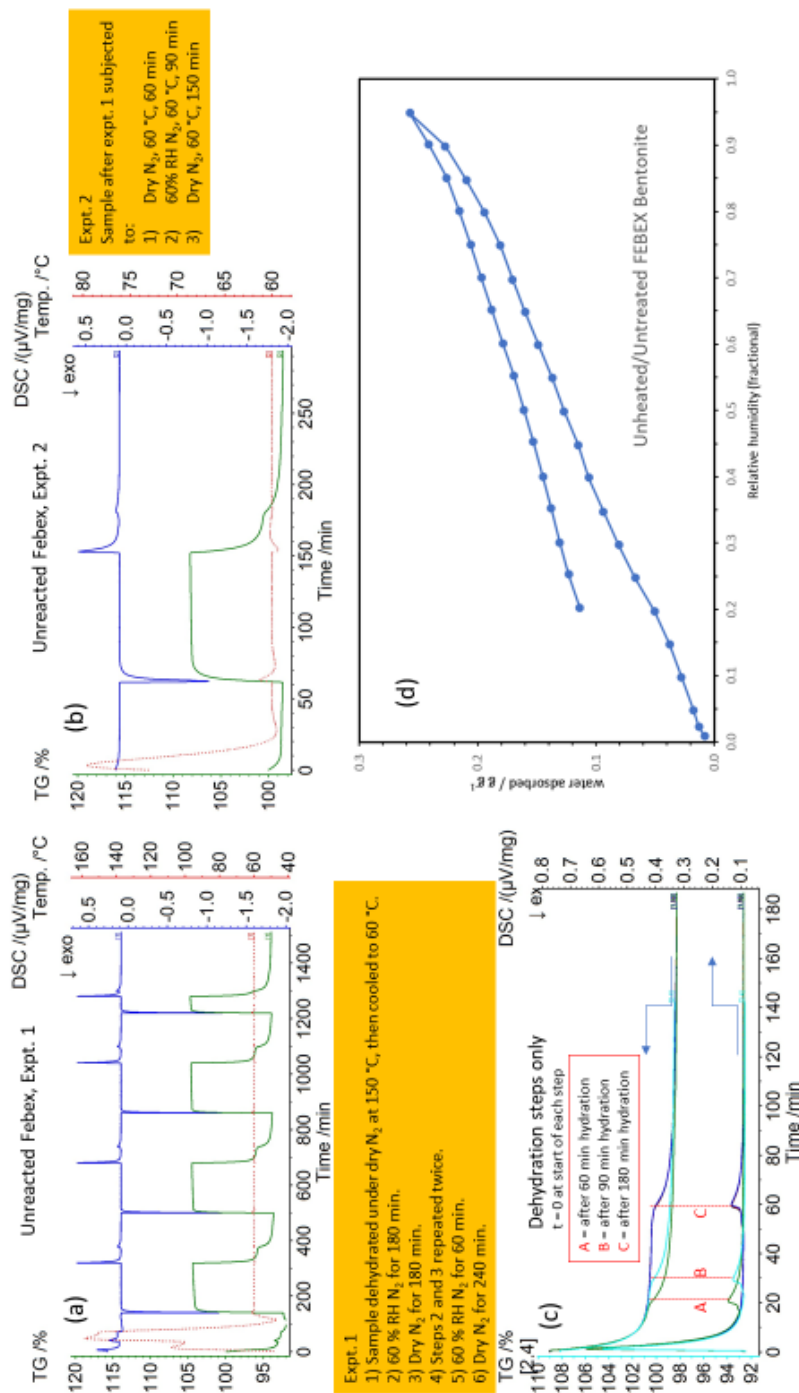 Unreacted Febex, Expt. 1
(a)
TG /%
DSC /(µV/mg)
Temp. /°C
↓ exo
120
115
110
105
100
95
0.5
0.0
-0.5
-1.0
-1.5
-2.0
160
140
120
100
80
60
40
0 200 400 600 800 1000 1200 1400
Time /min
Unreacted Febex, Expt. 2
(b)
TG /%
DSC /(µV/mg)
Temp. /°C
↓ exo
120
115
110
105
100
0.5
0.0
-0.5
-1.0
-1.5
-2.0
80
75
70
65
60
0 50 100 150 200 250
Time /min
Expt. 2
Sample after expt. 1 subjected
to:
1) Dry N₂, 60 °C, 60 min
2) 60% RH N₂, 60 °C, 90 min
3) Dry N₂, 60 °C, 150 min
Expt. 1
1) Sample dehydrated under dry N₂ at 150 °C, then cooled to 60 °C.
2) 60 % RH N₂ for 180 min.
3) Dry N₂ for 180 min.
4) Steps 2 and 3 repeated twice.
5) 60 % RH N₂ for 60 min.
6) Dry N₂ for 240 min.
TG /%
[2.4]
DSC /(µV/mg)
↓ ex
Dehydration steps only
t = 0 at start of each step
A = after 60 min hydration
B = after 90 min hydration
C = after 180 min hydration
A
B
C
(c)
110
108
106
104
102
100
98
96
94
92
0.8
0.7
0.6
0.5
0.4
0.3
0.2
0.1
0 20 40 60 80 100 120 140 160 180
Time /min
(d)
water adsorbed / g g⁻¹
0.3
0.2
0.1
0.0
Unheated/Untreated FEBEX Bentonite
0.0 0.1 0.2 0.3 0.4 0.5 0.6 0.7 0.8 0.9 1.0
Relative humidity (fractional)